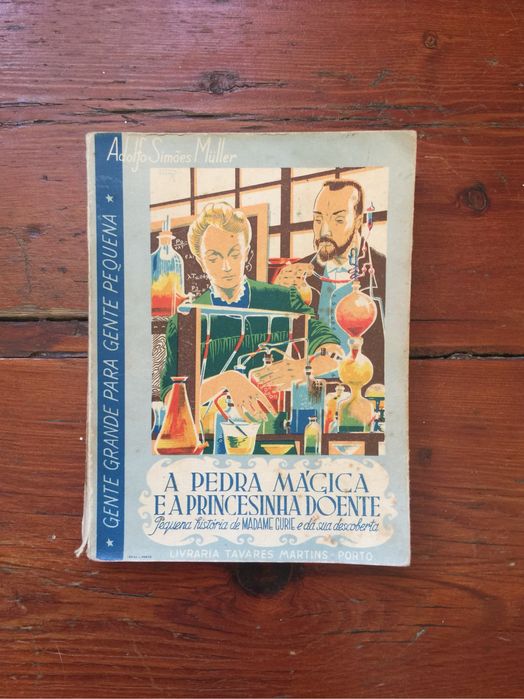 Adolfo Simões Müller
GENTE GRANDE PARA GENTE PEQUENA
A PEDRA MÁGICA
E A PRINCESINHA DOENTE
Pequena história de MADAME CURIE e da sua descoberta
LIVRARIA TAVARES MARTINS - PORTO